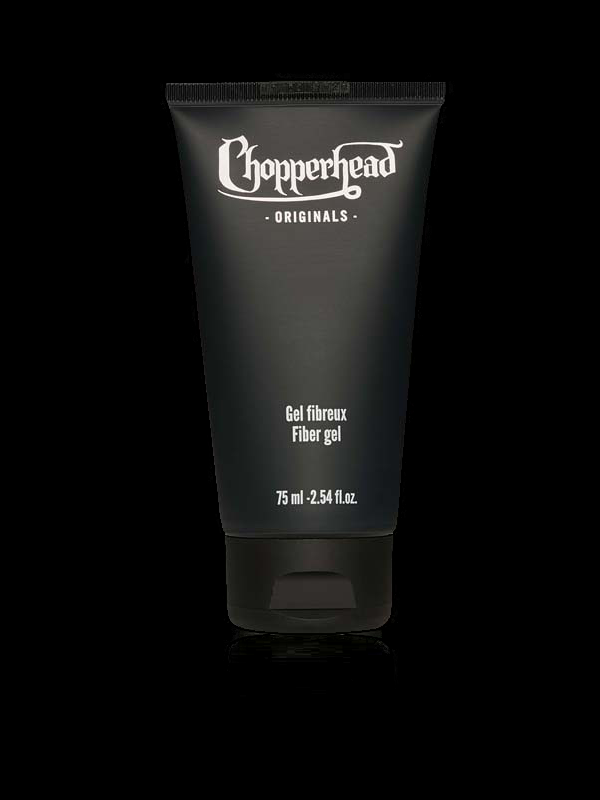 Chopperhead
- ORIGINALS -
Gel fibreux
Fiber gel
75 ml -2.54 fl.oz.